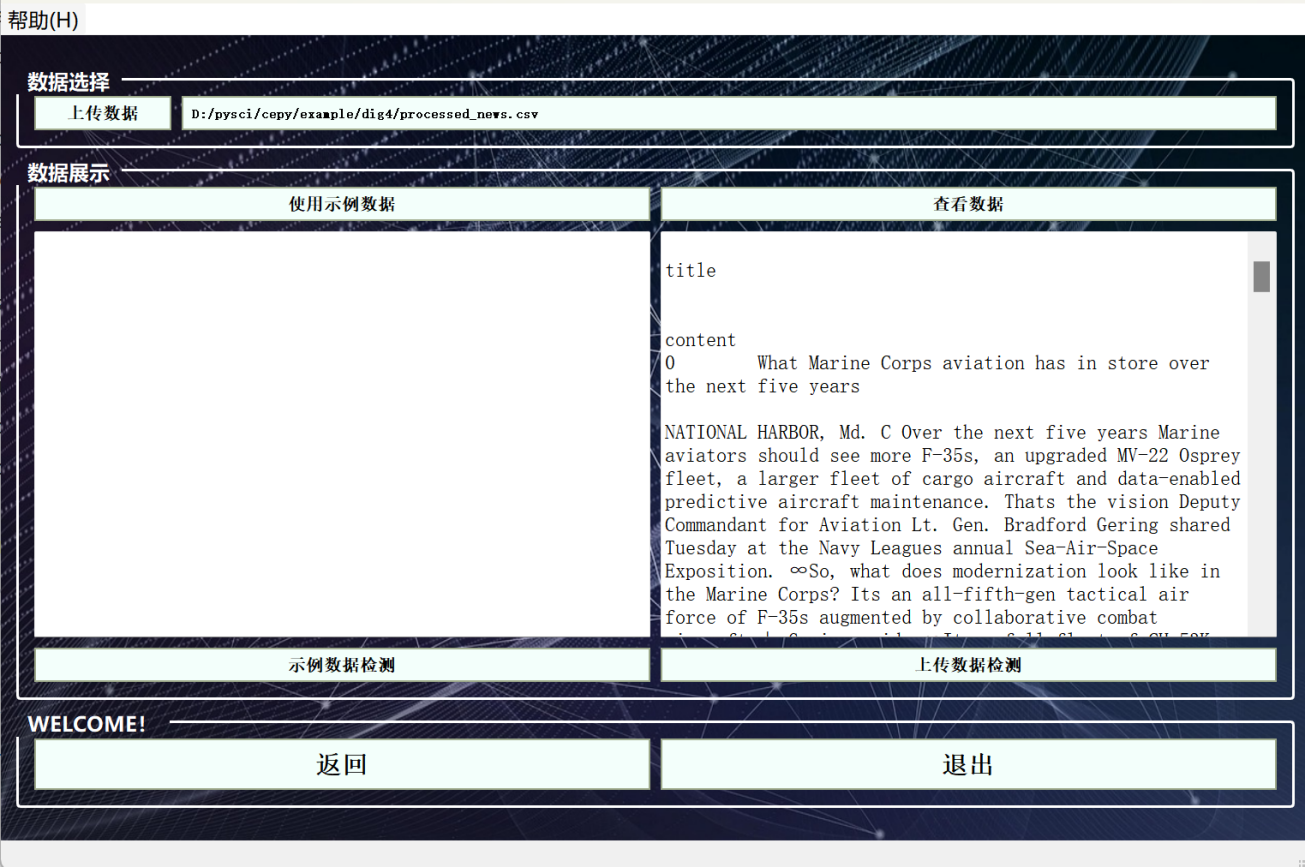 帮助(H)
数据选择
上传数据
D:/pysci/cepy/example/dig4/processed_news.csv
数据展示
使用示例数据
查看数据
title
content
0 What Marine Corps aviation has in store over
the next five years
NATIONAL HARBOR, Md. C Over the next five years Marine
aviators should see more F-35s, an upgraded MV-22 Osprey
fleet, a larger fleet of cargo aircraft and data-enabled
predictive aircraft maintenance. Thats the vision Deputy
Commandant for Aviation Lt. Gen. Bradford Gering shared
Tuesday at the Navy Leagues annual Sea-Air-Space
Exposition. ∞So, what does modernization look like in
the Marine Corps? Its an all-fifth-gen tactical air
force of F-35s augmented by collaborative combat
示例数据检测
上传数据检测
WELCOME!
返回
退出